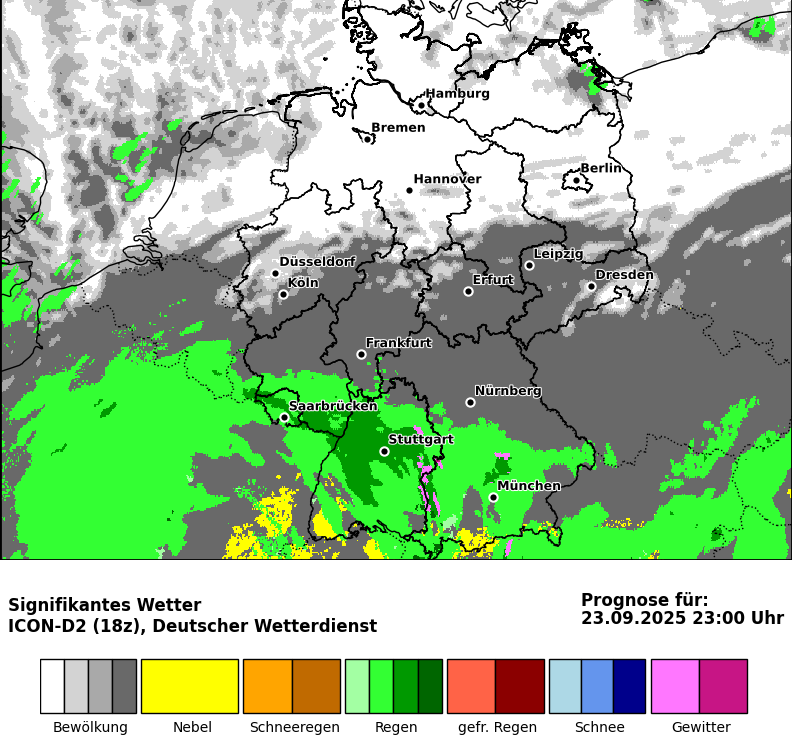 Hamburg
Bremen
Berlin
Hannover
Leipzig
Düsseldorf
Dresden
Erfurt
Köln
Frankfurt
Nürnberg
Saarbrücken
Stuttgart
München
Signifikantes Wetter
ICON-D2 (18z), Deutscher Wetterdienst
Prognose für:
23.09.2025 23:00 Uhr
Bewölkung
Nebel
Schneeregen
Regen
gefr. Regen
Schnee
Gewitter